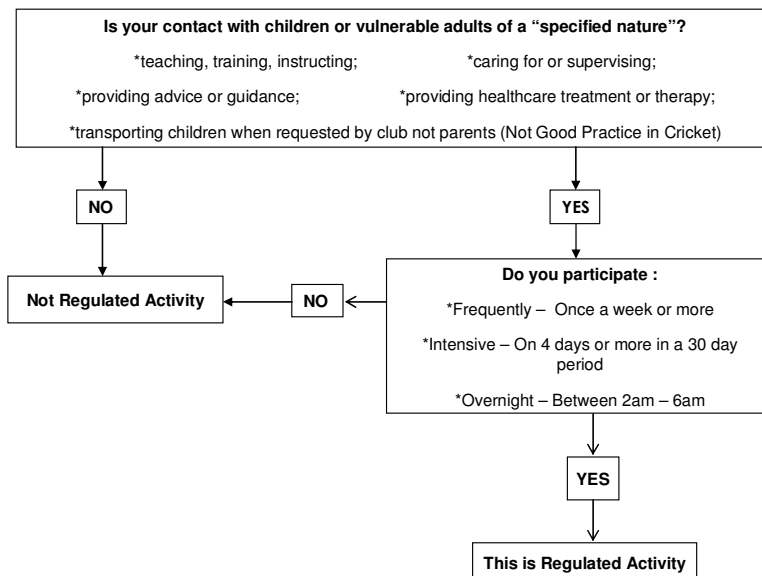 Is your contact with children or vulnerable adults of a “specified nature”?
*teaching, training, instructing; *caring for or supervising;
*providing advice or guidance; *providing healthcare treatment or therapy;
*transporting children when requested by club not parents (Not Good Practice in Cricket)
NO
YES
Do you participate :
Not Regulated Activity
NO
*Frequently – Once a week or more
*Intensive – On 4 days or more in a 30 day
period
*Overnight – Between 2am – 6am
YES
This is Regulated Activity